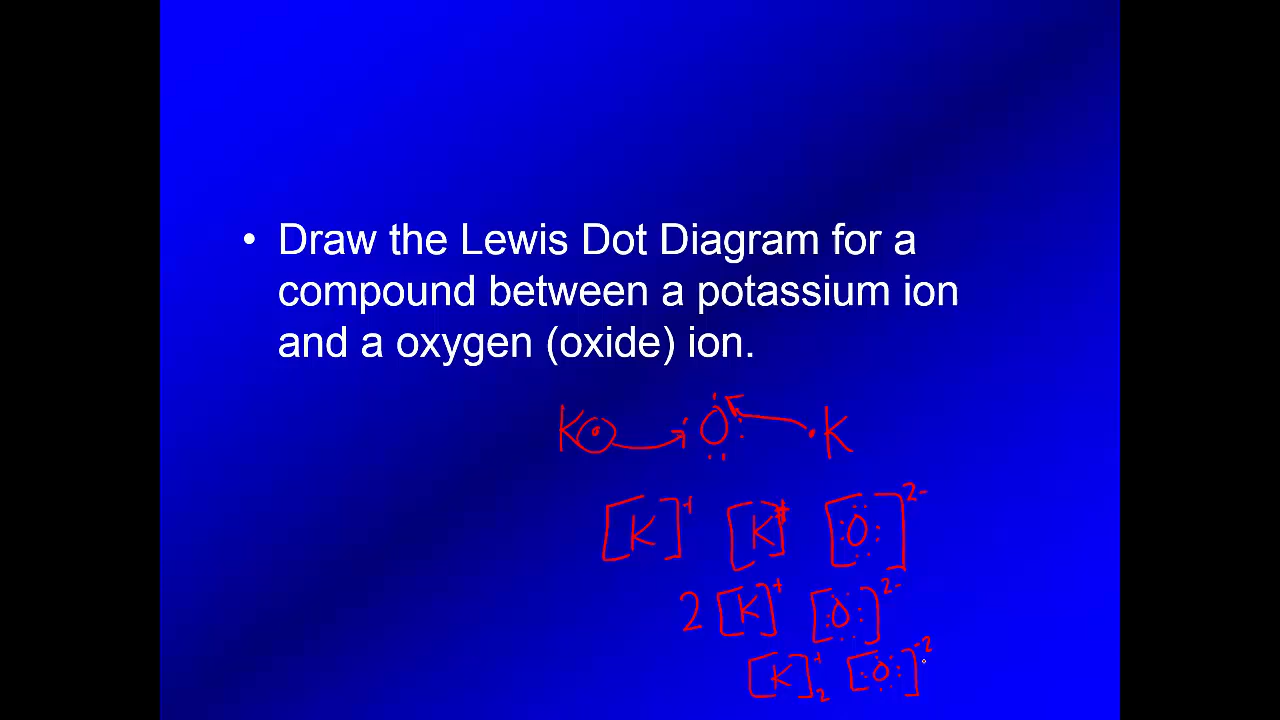 • Draw the Lewis Dot Diagram for a
compound between a potassium ion
and a oxygen (oxide) ion.
K• :Ö: •K
[K]⁺ [K]⁺ [:Ö:]²⁻
2[K]⁺ [:Ö:]²⁻
[K]⁺₂ [:Ö:]⁻²